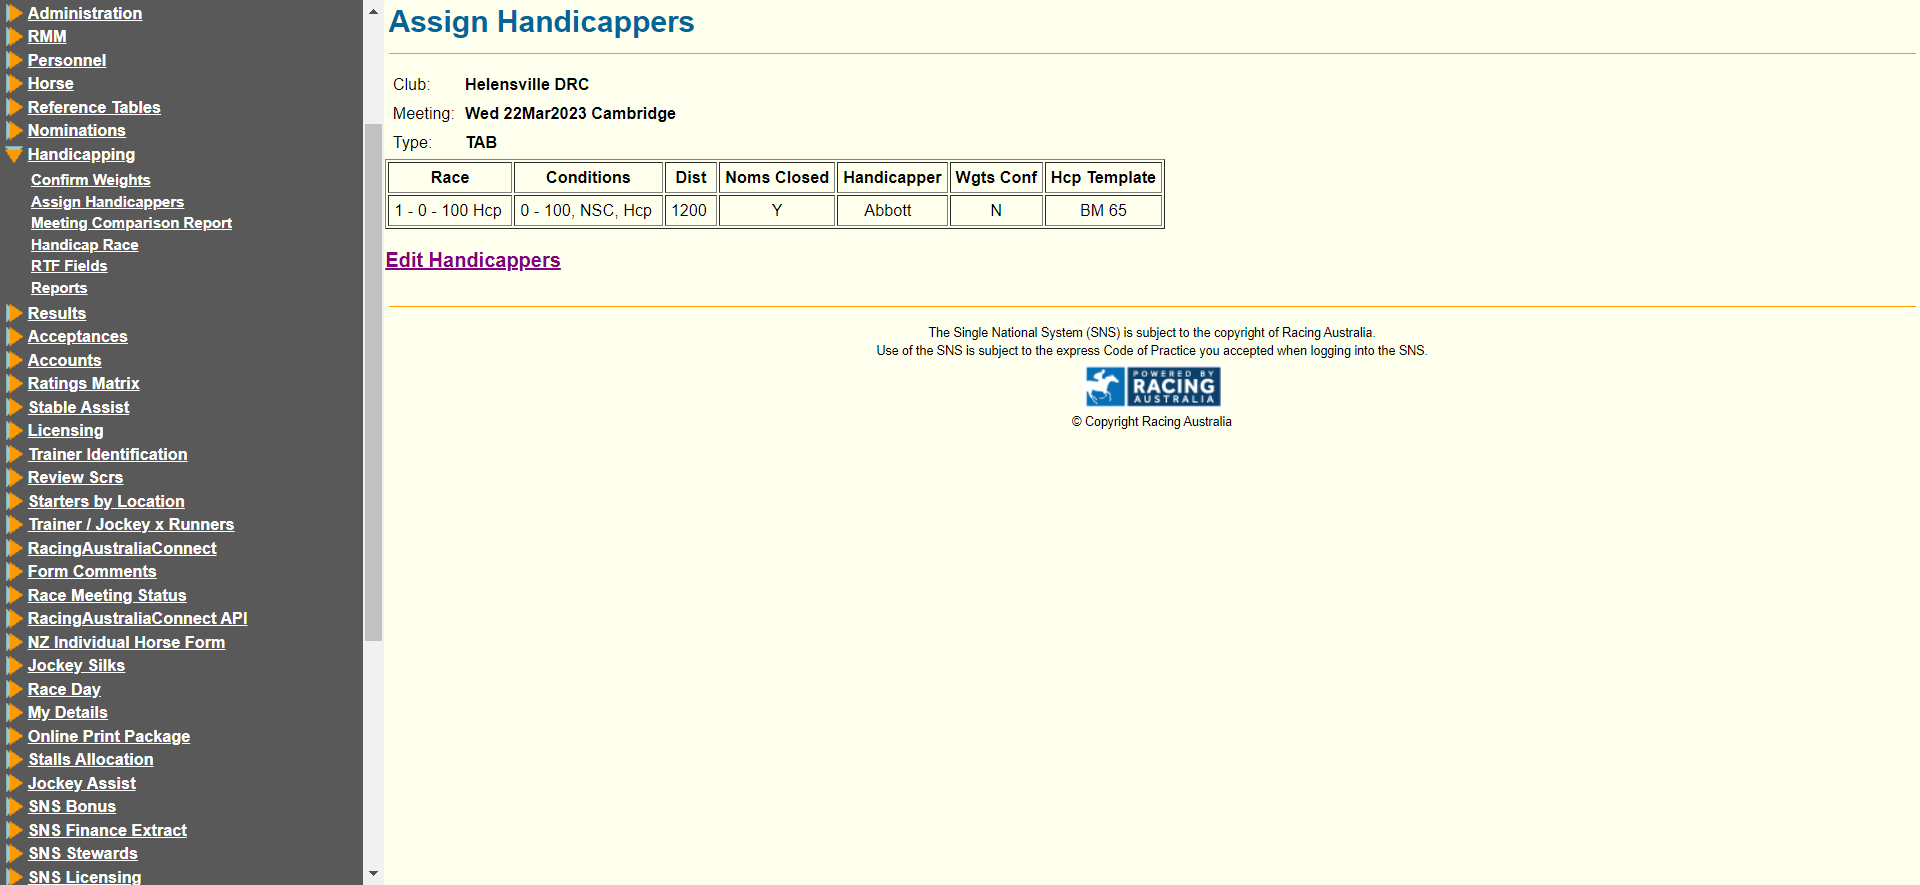 Administration
RMM
Personnel
Horse
Reference Tables
Nominations
Handicapping
Confirm Weights
Assign Handicappers
Meeting Comparison Report
Handicap Race
RTF Fields
Reports
Results
Acceptances
Accounts
Ratings Matrix
Stable Assist
Licensing
Trainer Identification
Review Scrs
Starters by Location
Trainer / Jockey x Runners
RacingAustraliaConnect
Form Comments
Race Meeting Status
RacingAustraliaConnect API
NZ Individual Horse Form
Jockey Silks
Race Day
My Details
Online Print Package
Stalls Allocation
Jockey Assist
SNS Bonus
SNS Finance Extract
SNS Stewards
SNS Licensing
Assign Handicappers
Club: Helensville DRC
Meeting: Wed 22Mar2023 Cambridge
Type: TAB
Race Conditions Dist Noms Closed Handicapper Wgts Conf Hcp Template
1 - 0 - 100 Hcp 0 - 100, NSC, Hcp 1200 Y Abbott N BM 65
Edit Handicappers
The Single National System (SNS) is subject to the copyright of Racing Australia.
Use of the SNS is subject to the express Code of Practice you accepted when logging into the SNS.
POWERED BY
RACING
AUSTRALIA
© Copyright Racing Australia